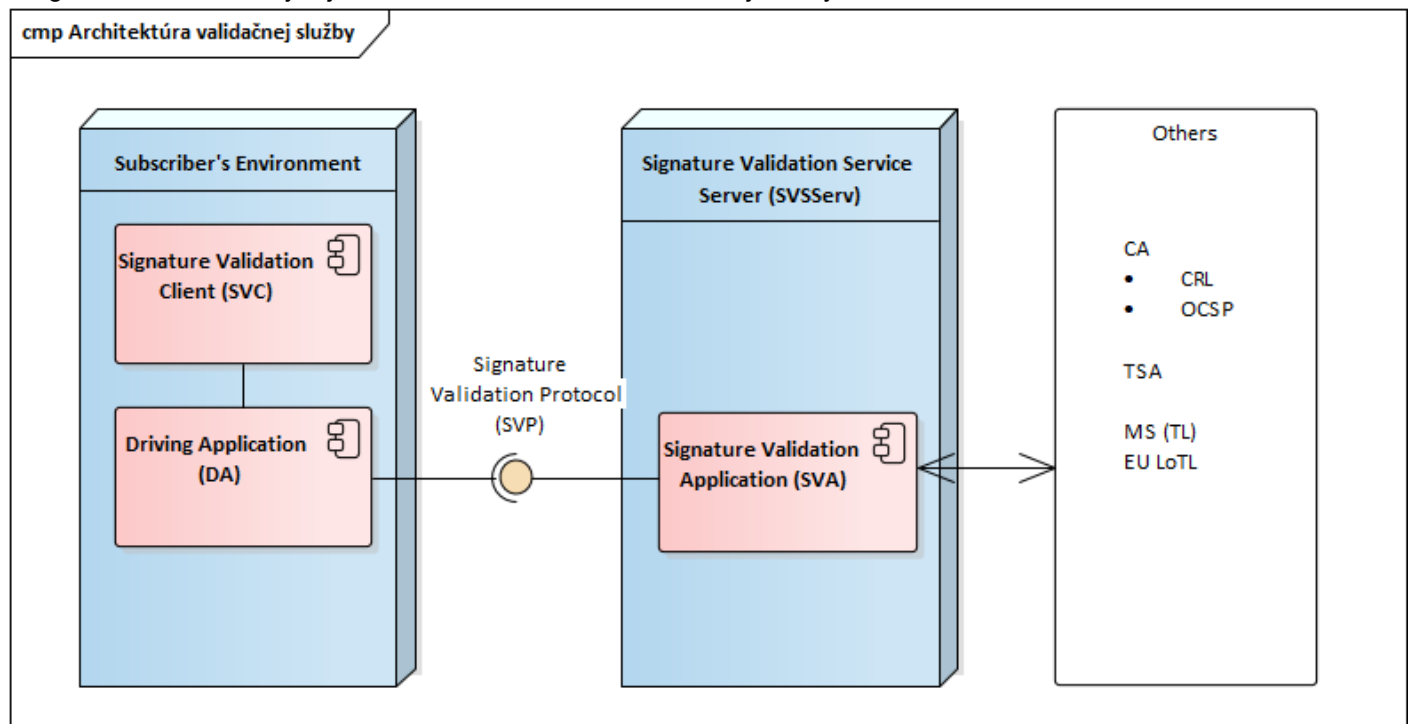 cmp Architektúra validačnej služby
Subscriber's Environment
Signature Validation
Client (SVC)
Driving Application
(DA)
Signature
Validation Protocol
(SVP)
Signature Validation Service
Server (SVSServ)
Signature Validation
Application (SVA)
Others
CA
• CRL
• OCSP
TSA
MS (TL)
EU LoTL